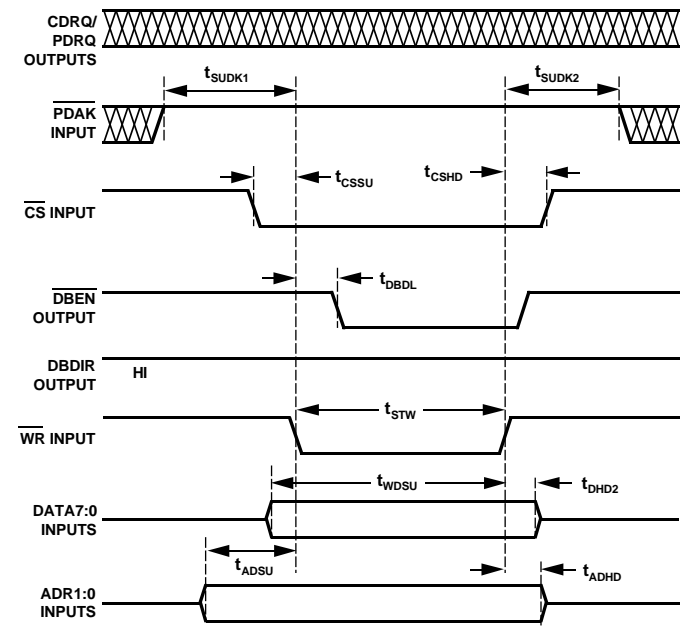 CDRQ/
PDRQ
OUTPUTS
tSUDK1
tSUDK2
PDAK
INPUT
tCSSU
tCSHD
CS INPUT
tDBDL
DBEN
OUTPUT
DBDIR
OUTPUT
HI
tSTW
WR INPUT
tWDSU
tDHD2
DATA7:0
INPUTS
tADSU
tADHD
ADR1:0
INPUTS